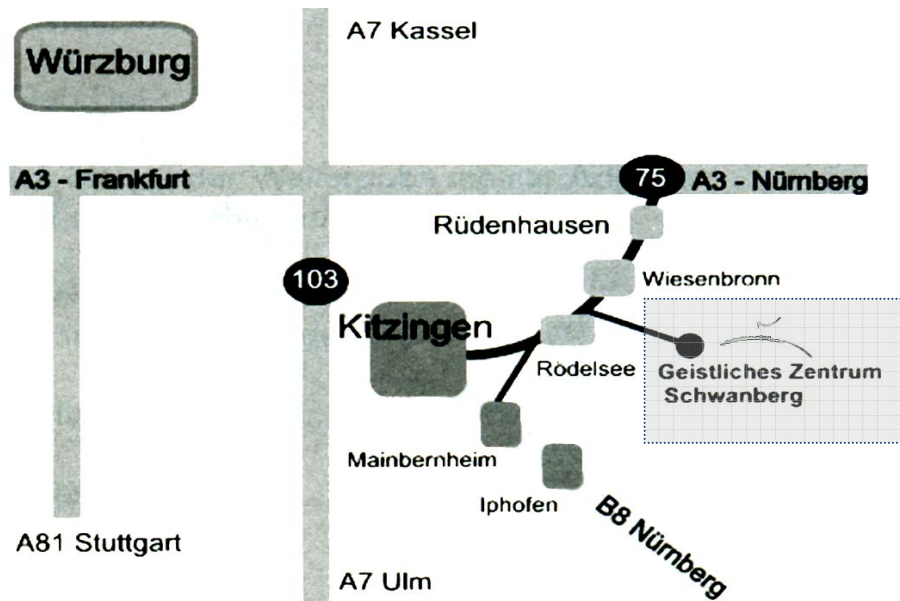 A7 Kassel
Würzburg
A3 - Frankfurt
75
A3 - Nürnberg
Rüdenhausen
103
Wiesenbronn
Kitzingen
Rödelsee
Geistliches Zentrum
Schwanberg
Mainbernheim
Iphofen
B8 Nürnberg
A81 Stuttgart
A7 Ulm